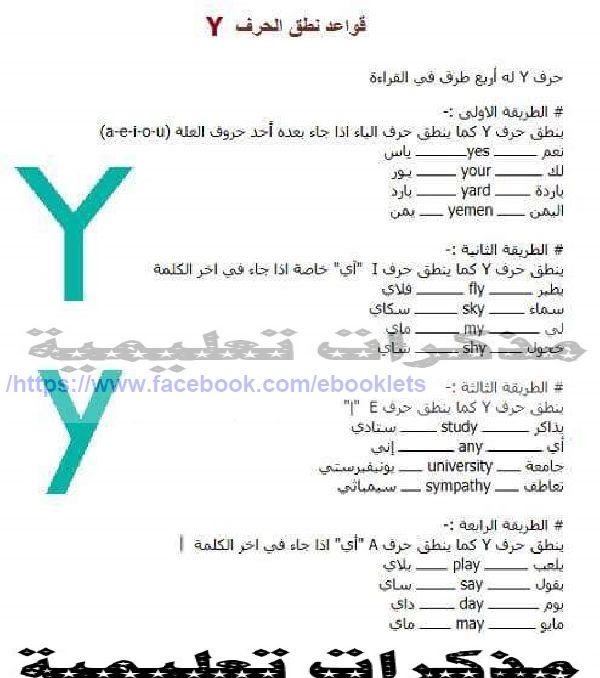 قواعد نطق الحرف Y
حرف Y له أربع طرق في القراءة
# الطريقة الاولى :-
ينطق حرف Y كما ينطق حرف الياء اذا جاء بعده أحد حروف العلة (a-e-i-o-u)
نعم ____ yes ____ ياس
لك ____ your ____ يور
ياردة ____ yard ____ يارد
اليمن ____ yemen ____ يمن
Y
# الطريقة الثانية :-
ينطق حرف Y كما ينطق حرف I "أي" خاصة اذا جاء في اخر الكلمة
يطير ____ fly ____ فلاي
سماء ____ sky ____ سكاي
لي ____ my ____ ماي
خجول ____ shy ____ شاي
مذكرات تعليمية
/https://www.facebook.com/ebooklets
y
# الطريقة الثالثة :-
ينطق حرف Y كما ينطق حرف E "إ"
يذاكر ____ study ____ ستادي
أي ____ any ____ إني
جامعة ____ university ____ يونيفيرستي
تعاطف ____ sympathy ____ سيمباثي
# الطريقة الرابعة :-
ينطق حرف Y كما ينطق حرف A "أي" اذا جاء في اخر الكلمة
يلعب ____ play ____ بلاي
يقول ____ say ____ ساي
يوم ____ day ____ داي
مايو ____ may ____ ماي
مذكرات تعليمية